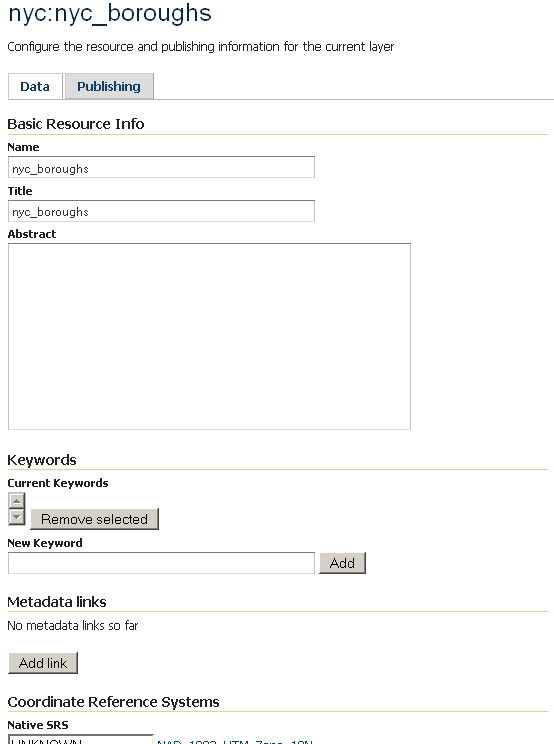 nyc:nyc_boroughs
Configure the resource and publishing information for the current layer
Data Publishing
Basic Resource Info
Name
nyc_boroughs
Title
nyc_boroughs
Abstract
Keywords
Current Keywords
Remove selected
New Keyword
Add
Metadata links
No metadata links so far
Add link
Coordinate Reference Systems
Native SRS
UNKNOWN NAD_1983_UTM_Zone_18N